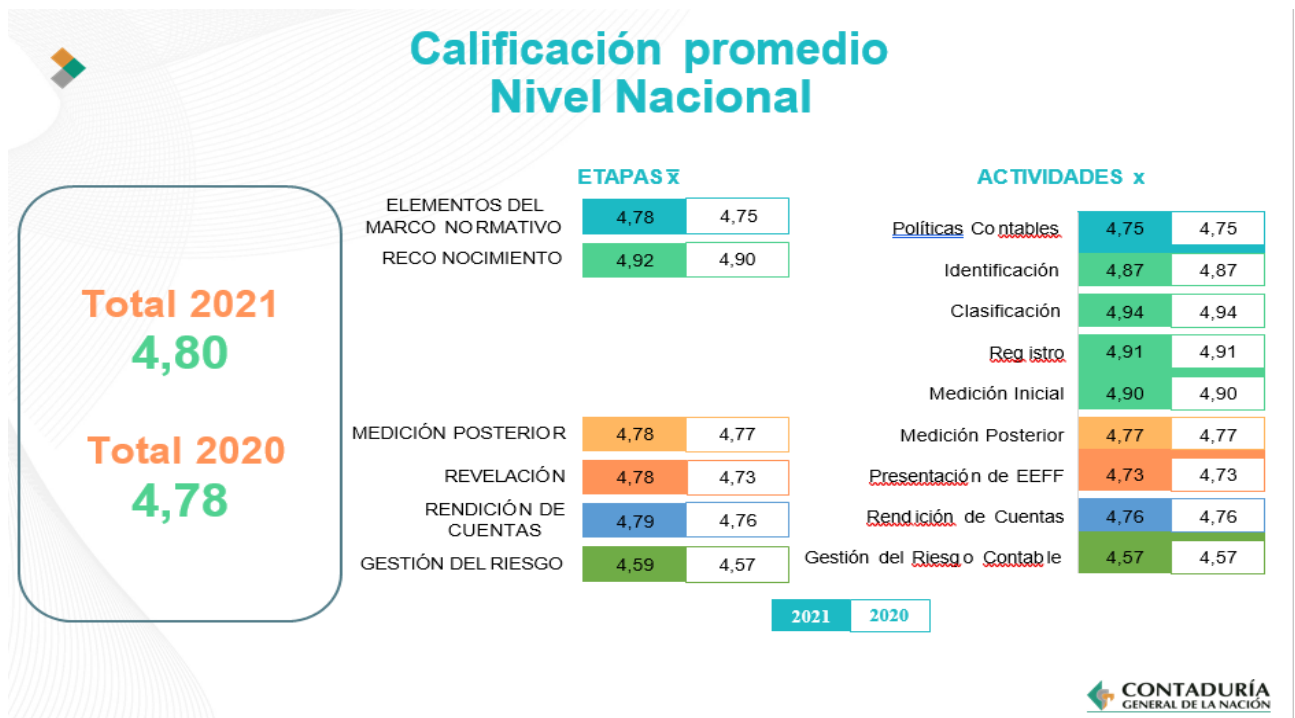 Calificación promedio
Nivel Nacional
Total 2021
4,80
Total 2020
4,78
ETAPAS x̅
ELEMENTOS DEL
MARCO NORMATIVO
4,78 4,75
RECONOCIMIENTO 4,92 4,90
MEDICIÓN POSTERIOR 4,78 4,77
REVELACIÓN 4,78 4,73
RENDICIÓN DE
CUENTAS
4,79 4,76
GESTIÓN DEL RIESGO 4,59 4,57
ACTIVIDADES x
Políticas Contables 4,75 4,75
Identificación 4,87 4,87
Clasificación 4,94 4,94
Registro 4,91 4,91
Medición Inicial 4,90 4,90
Medición Posterior 4,77 4,77
Presentación de EEFF 4,73 4,73
Rendición de Cuentas 4,76 4,76
Gestión del Riesgo Contable 4,57 4,57
2021 2020
CONTADURÍA
GENERAL DE LA NACIÓN